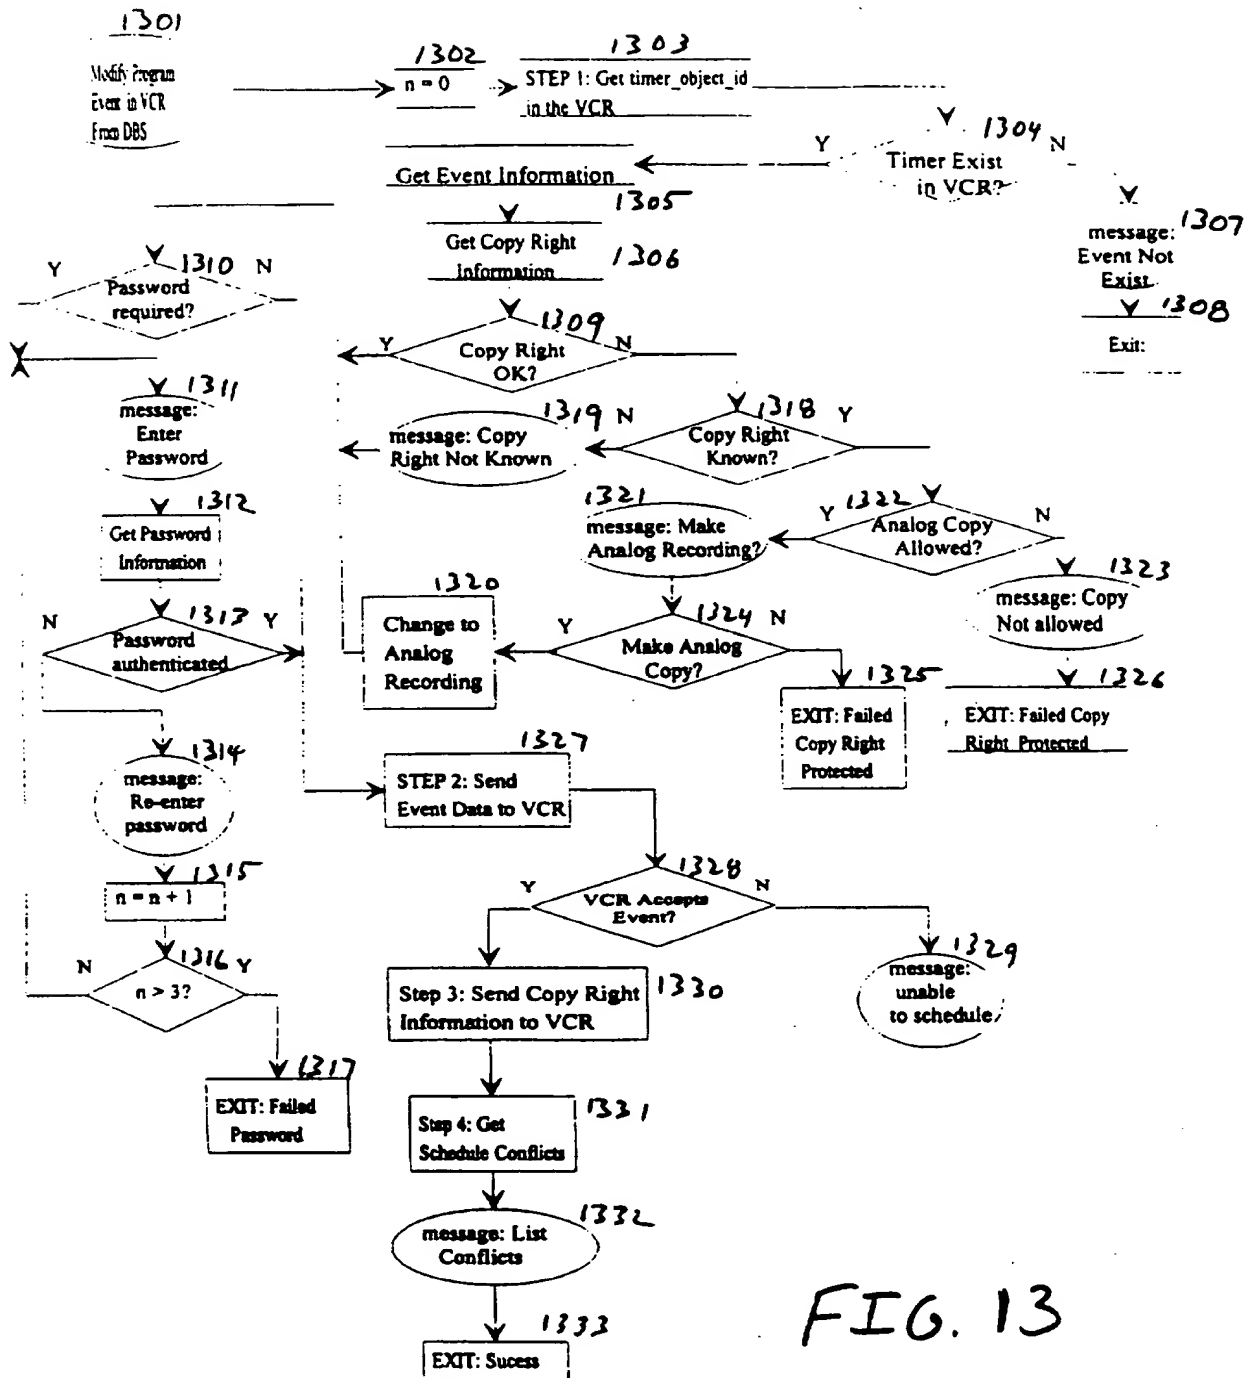 1301
Modify Program
Event in VCR
From DBS
1302
n = 0
1303
STEP 1: Get timer_object_id
in the VCR
1304
Y
N
Timer Exist
in VCR?
Get Event Information
1305
1307
message:
Event Not
Exist
1308
Exit:
Get Copy Right
Information
1306
1310
Y
N
Password
required?
1309
Y
N
Copy Right
OK?
1311
message:
Enter
Password
1319
message: Copy
Right Not Known
1318
N
Y
Copy Right
Known?
1312
Get Password
Information
1321
message: Make
Analog Recording?
1322
Y
N
Analog Copy
Allowed?
1323
message: Copy
Not allowed
1313
N
Y
Password
authenticated
1320
Change to
Analog
Recording
1324
Y
N
Make Analog
Copy?
1325
EXIT: Failed
Copy Right
Protected
1326
EXIT: Failed Copy
Right Protected
1314
message:
Re-enter
password
1327
STEP 2: Send
Event Data to VCR
1315
n = n + 1
1328
Y
N
VCR Accepts
Event?
1316
N
Y
n > 3?
1329
message:
unable
to schedule
Step 3: Send Copy Right
Information to VCR
1330
1317
EXIT: Failed
Password
Step 4: Get
Schedule Conflicts
1331
1332
message: List
Conflicts
1333
EXIT: Sucess
FIG. 13